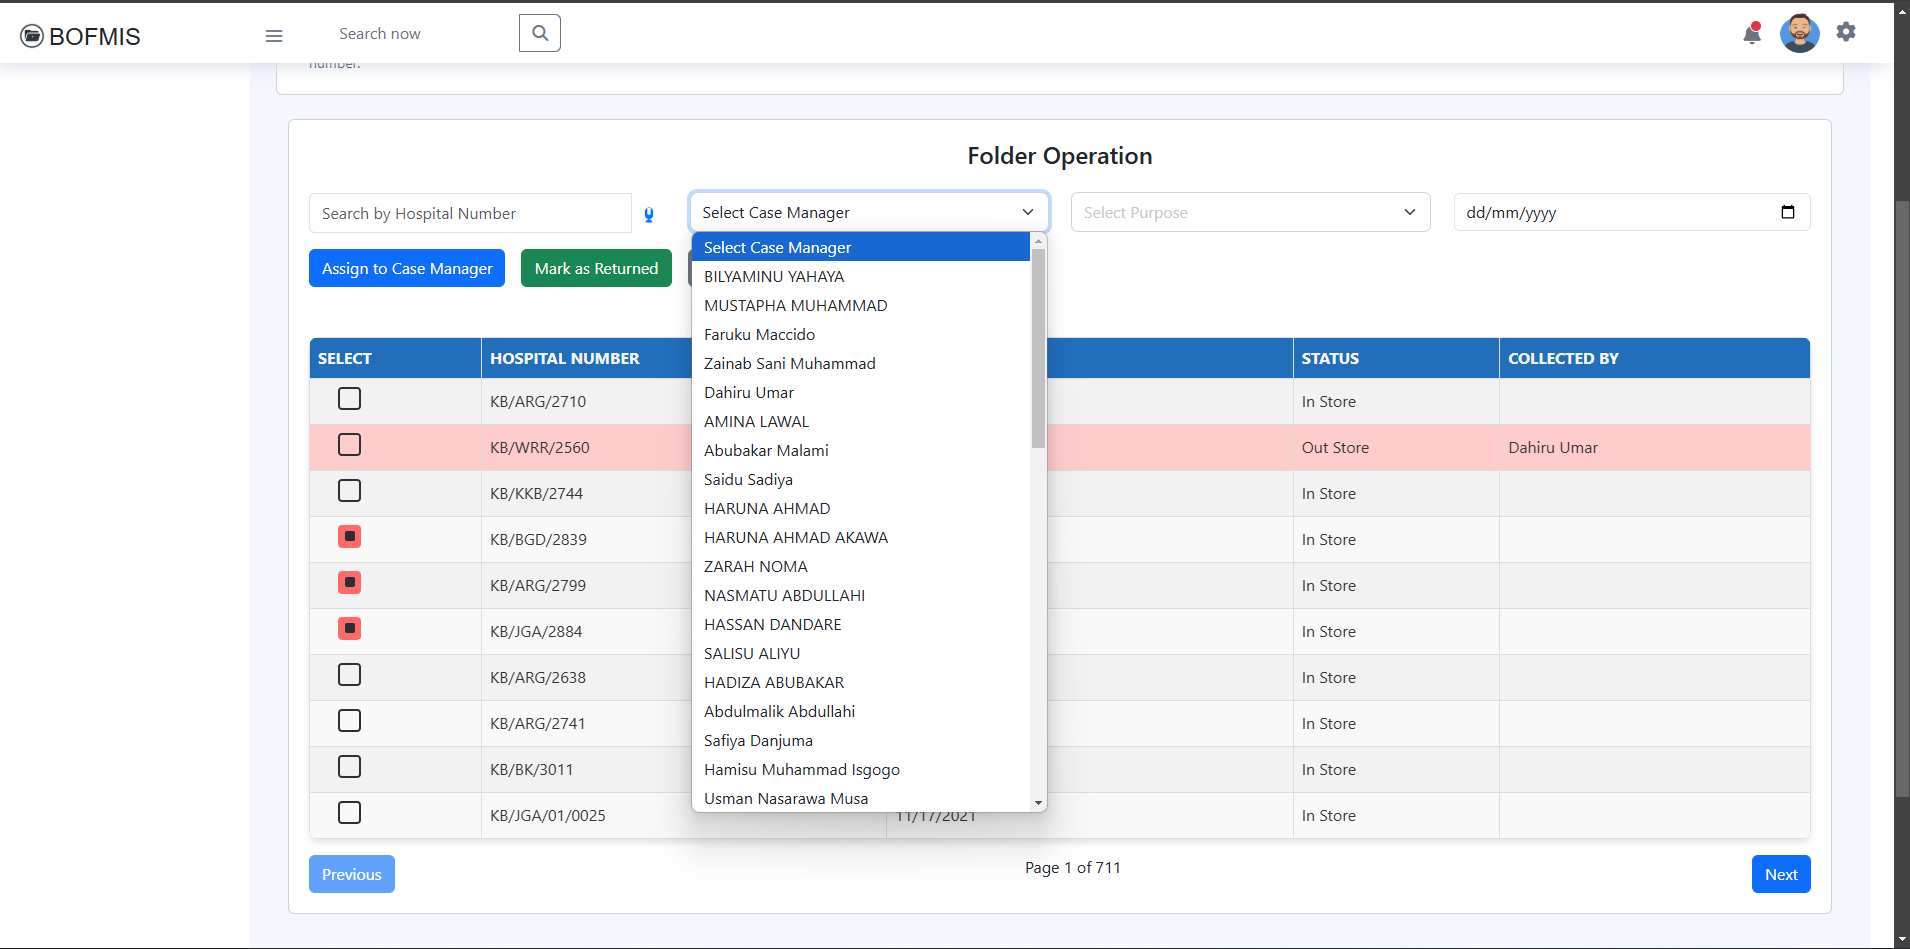 BOFMIS
Search now
number.
Folder Operation
Search by Hospital Number
Select Case Manager
Select Purpose
dd/mm/yyyy
Assign to Case Manager
Mark as Returned
Select Case Manager
BILYAMINU YAHAYA
MUSTAPHA MUHAMMAD
Faruku Maccido
Zainab Sani Muhammad
Dahiru Umar
AMINA LAWAL
Abubakar Malami
Saidu Sadiya
HARUNA AHMAD
HARUNA AHMAD AKAWA
ZARAH NOMA
NASMATU ABDULLAHI
HASSAN DANDARE
SALISU ALIYU
HADIZA ABUBAKAR
Abdulmalik Abdullahi
Safiya Danjuma
Hamisu Muhammad Isgogo
Usman Nasarawa Musa
SELECT HOSPITAL NUMBER STATUS COLLECTED BY
KB/ARG/2710 In Store
KB/WRR/2560 Out Store Dahiru Umar
KB/KKB/2744 In Store
KB/BGD/2839 In Store
KB/ARG/2799 In Store
KB/JGA/2884 In Store
KB/ARG/2638 In Store
KB/ARG/2741 In Store
KB/BK/3011 In Store
KB/JGA/01/0025 11/17/2021 In Store
Previous
Page 1 of 711
Next